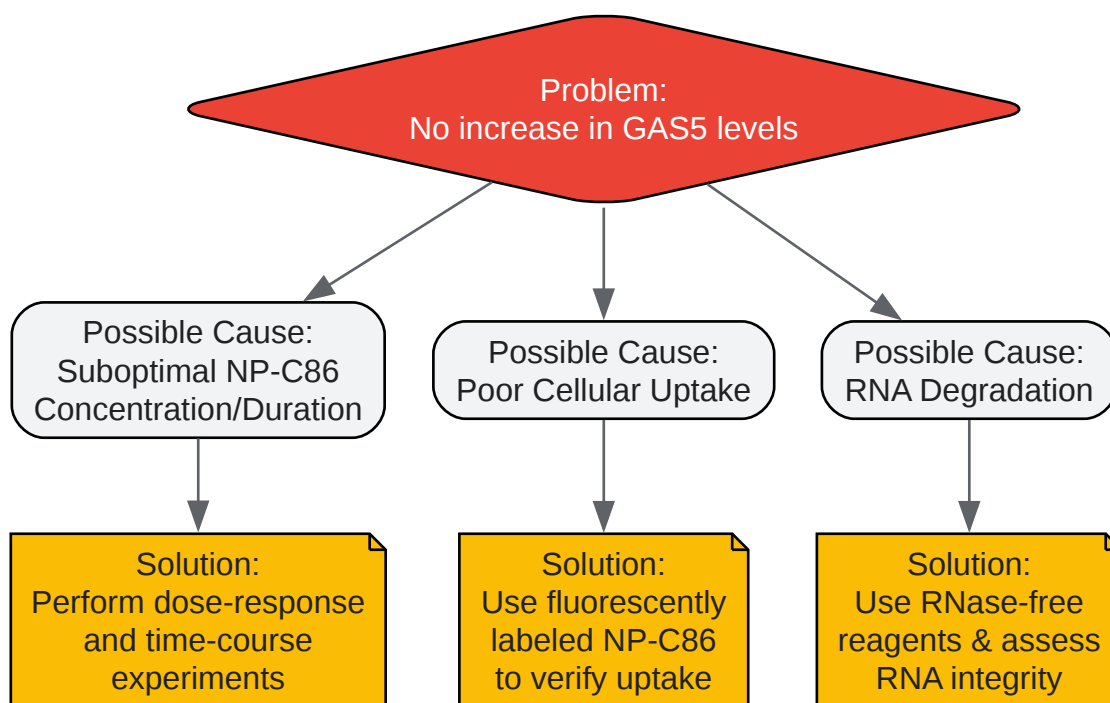 Problem:
No increase in GAS5 levels
Possible Cause:
Suboptimal NP-C86
Concentration/Duration
Possible Cause:
Poor Cellular Uptake
Possible Cause:
RNA Degradation
Solution:
Perform dose-response
and time-course
experiments
Solution:
Use fluorescently
labeled NP-C86
to verify uptake
Solution:
Use RNase-free
reagents & assess
RNA integrity